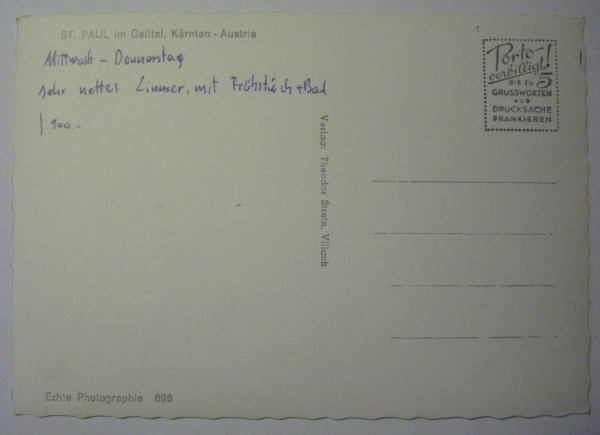 ST. PAUL im Gailtal, Kärnten - Austria
Mittwoch - Donnerstag
sehr nettes Zimmer, mit Frühstück + Bad
100.-
Porto
verbilligt!
BIS ZU 5
GRUSSWORTEN
ALS
DRUCKSACHE
FRANKIEREN
Verlag: Theodor Strein, Villach
Echte Photographie 898